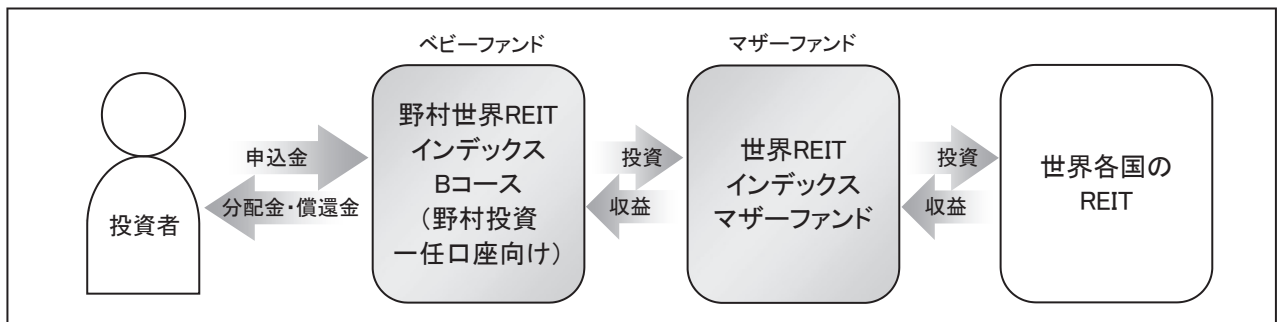 ベビーファンド
マザーファンド
投資者
申込金
分配金・償還金
野村世界REIT
インデックス
Bコース
（野村投資
一任口座向け）
投資
収益
世界REIT
インデックス
マザーファンド
投資
収益
世界各国の
REIT